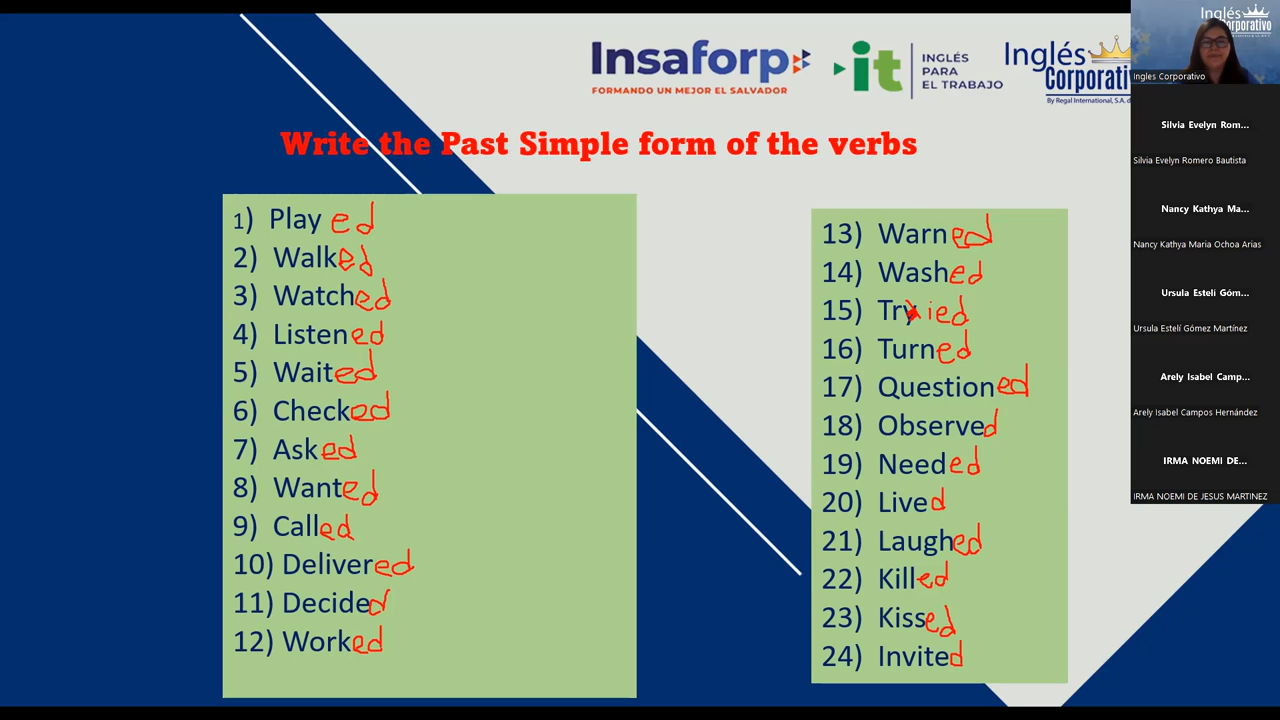 Insaforp
FORMANDO UN MEJOR EL SALVADOR
it
INGLÉS
PARA
EL TRABAJO
Inglés
Corporati
By Regal International, S.A. d
Write the Past Simple form of the verbs
1) Play ed
2) Walked
3) Watched
4) Listened
5) Waited
6) Checked
7) Asked
8) Wanted
9) Called
10) Delivered
11) Decided
12) Worked
13) Warned
14) Washed
15) Try ied
16) Turned
17) Questioned
18) Observed
19) Needed
20) Lived
21) Laughed
22) Killed
23) Kissed
24) Invited
Inglés
Corporativo
Ingles Corporativo
Silvia Evelyn Rom...
Silvia Evelyn Romero Bautista
Nancy Kathya Ma...
Nancy Kathya Maria Ochoa Arias
Ursula Estelí Góm...
Ursula Estelí Gómez Martínez
Arely Isabel Camp...
Arely Isabel Campos Hernández
IRMA NOEMI DE...
IRMA NOEMI DE JESUS MARTINEZ